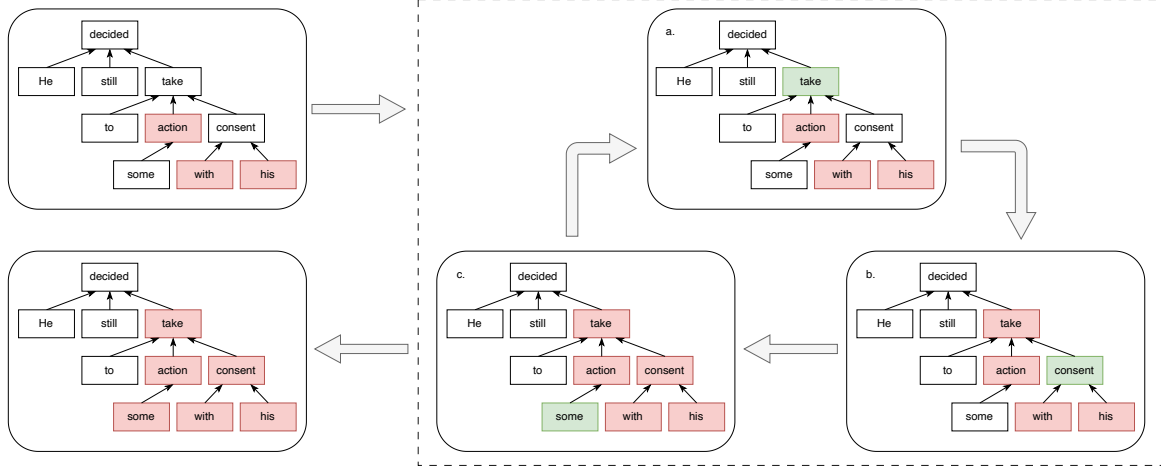 decided
He still take
to action consent
some with his
a.
decided
He still take
to action consent
some with his
decided
He still take
to action consent
some with his
c.
decided
He still take
to action consent
some with his
b.
decided
He still take
to action consent
some with his